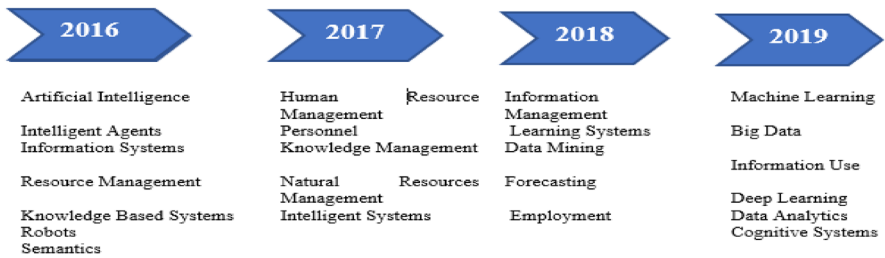 2016
Artificial Intelligence
Intelligent Agents
Information Systems
Resource Management
Knowledge Based Systems
Robots
Semantics
2017
Human Resource
Management
Personnel
Knowledge Management
Natural Resources
Management
Intelligent Systems
2018
Information
Management
Learning Systems
Data Mining
Forecasting
Employment
2019
Machine Learning
Big Data
Information Use
Deep Learning
Data Analytics
Cognitive Systems